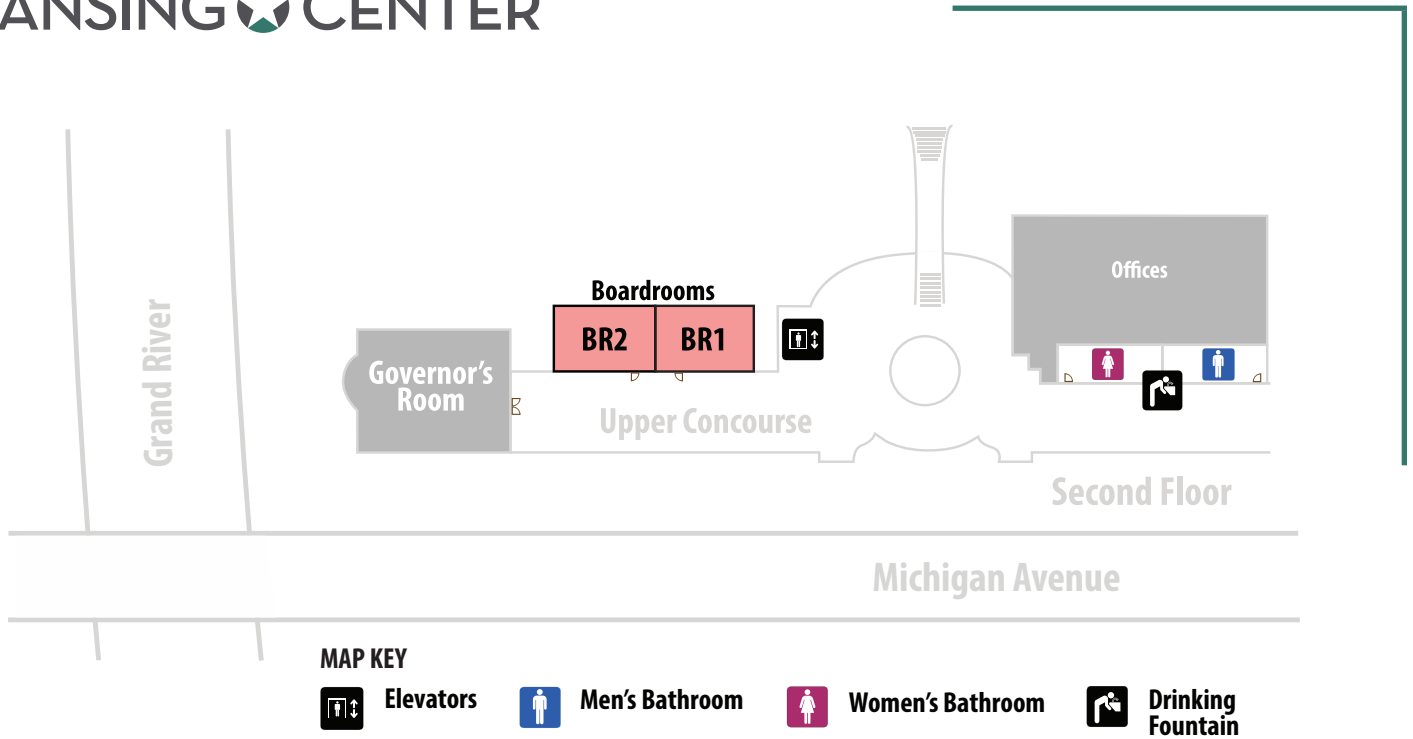 ANSING CENTER
Offices
Boardrooms
BR2 BR1
Governor's
Room
Grand River
Upper Concourse
Second Floor
Michigan Avenue
MAP KEY
Elevators
Men's Bathroom
Women's Bathroom
Drinking
Fountain